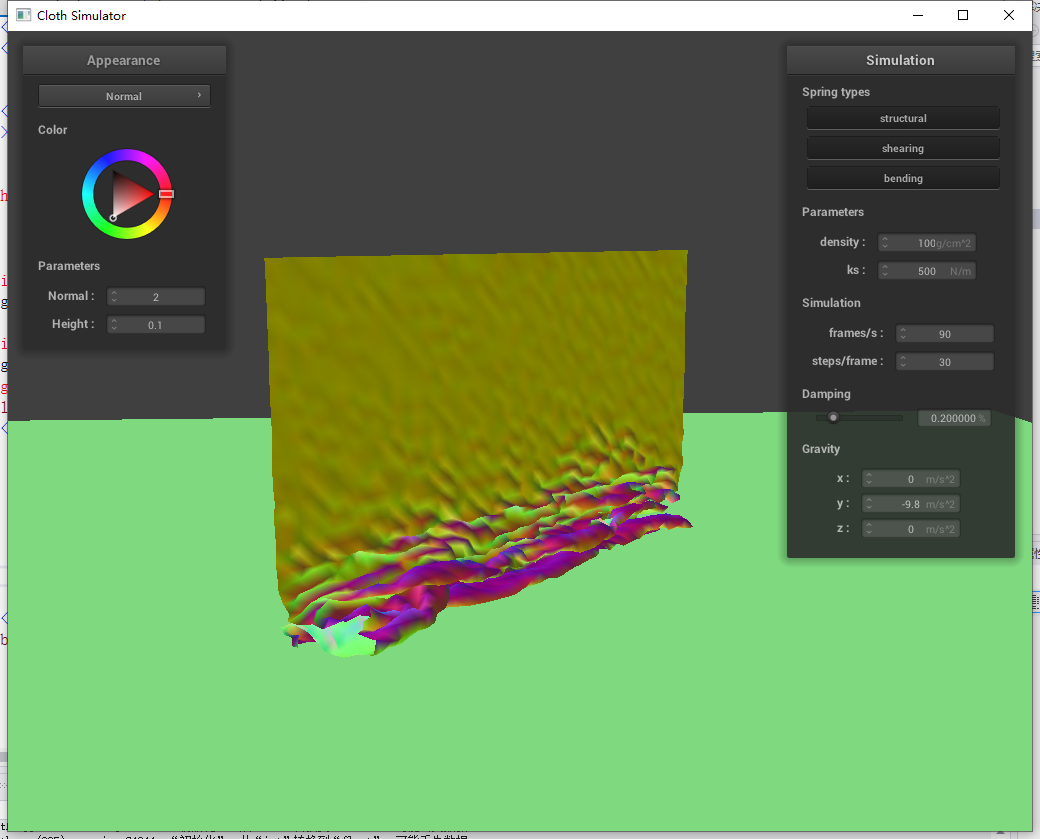 Cloth Simulator
Appearance
Normal
Color
Parameters
Normal : 2
Height : 0.1
Simulation
Spring types
structural
shearing
bending
Parameters
density : 100 g/cm^2
ks : 500 N/m
Simulation
frames/s : 90
steps/frame : 30
Damping
0.200000 %
Gravity
x : 0 m/s^2
y : -9.8 m/s^2
z : 0 m/s^2